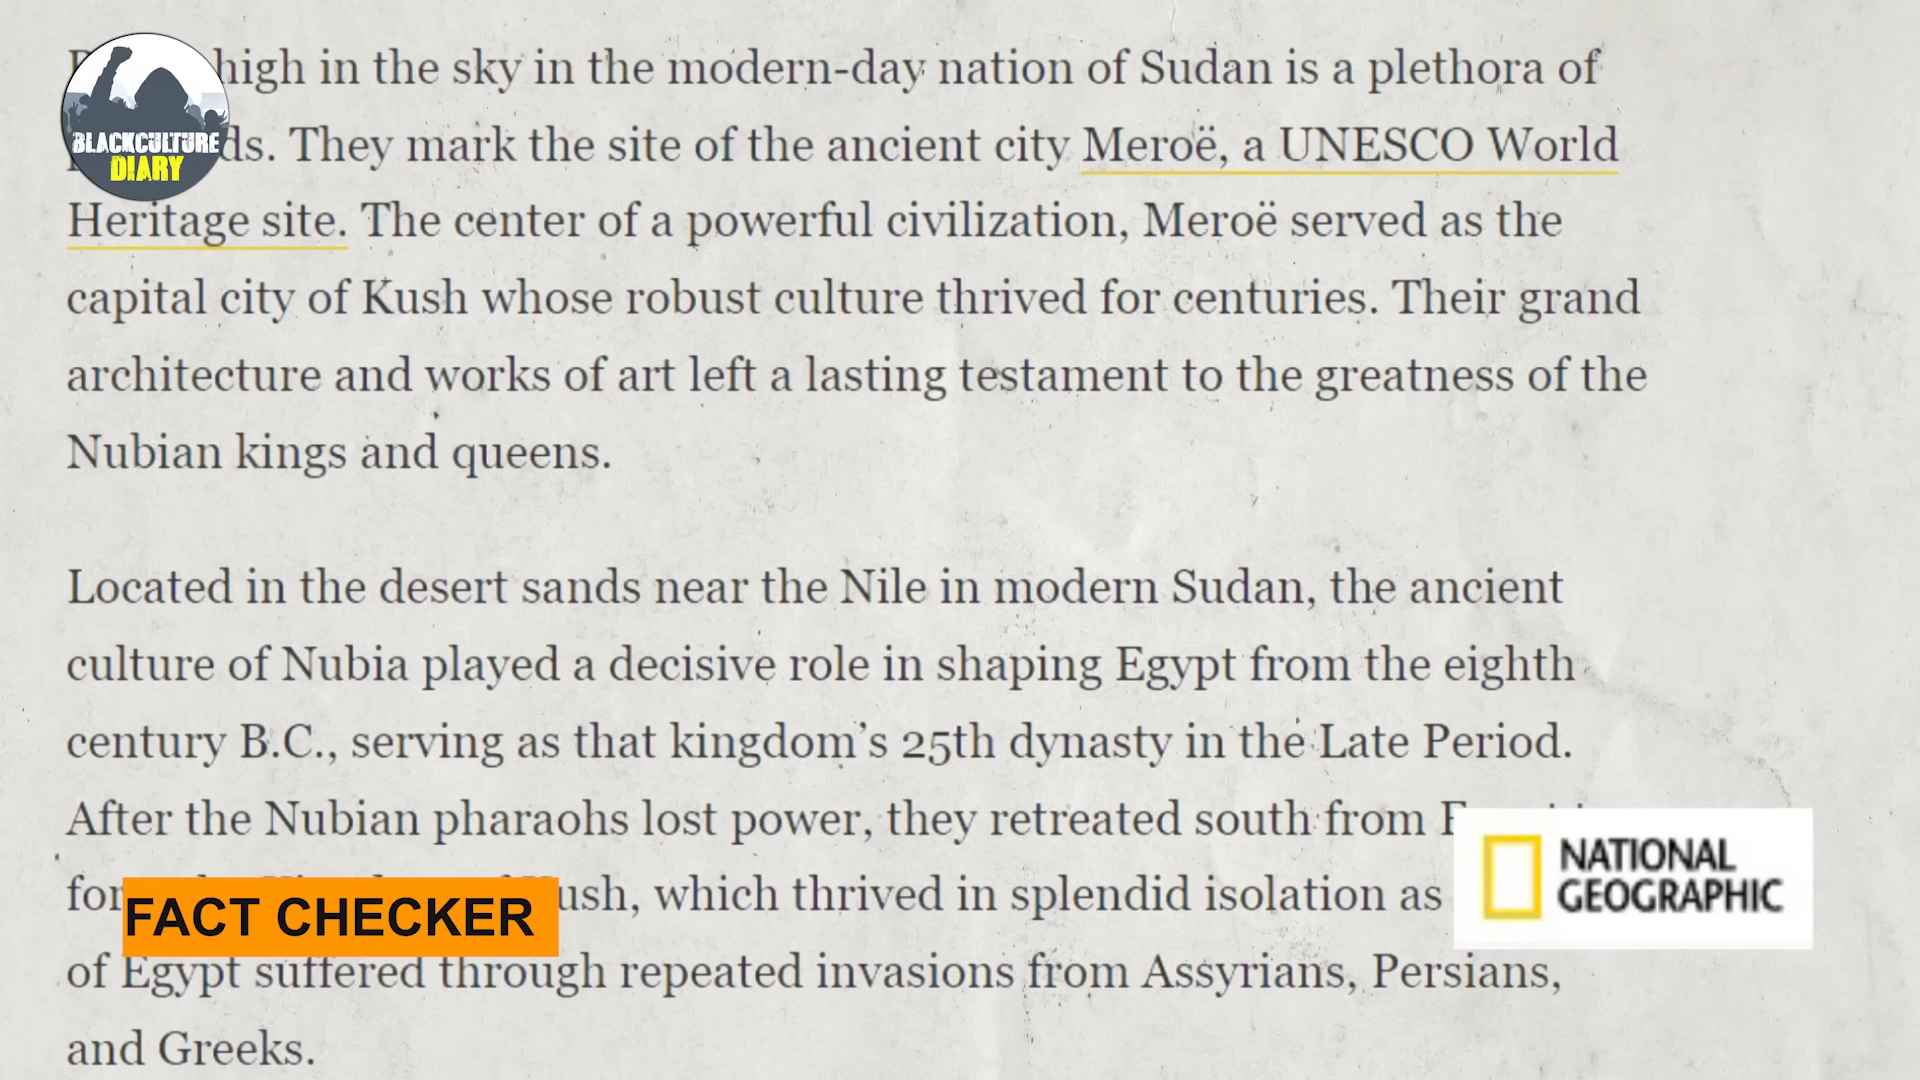 high in the sky in the modern-day nation of Sudan is a plethora of
BLACKCULTURE
DIARY
ds. They mark the site of the ancient city Meroë, a UNESCO World
Heritage site. The center of a powerful civilization, Meroë served as the
capital city of Kush whose robust culture thrived for centuries. Their grand
architecture and works of art left a lasting testament to the greatness of the
Nubian kings and queens.
Located in the desert sands near the Nile in modern Sudan, the ancient
culture of Nubia played a decisive role in shaping Egypt from the eighth
century B.C., serving as that kingdom’s 25th dynasty in the Late Period.
After the Nubian pharaohs lost power, they retreated south from
ush, which thrived in splendid isolation as
NATIONAL
GEOGRAPHIC
FACT CHECKER
of Egypt suffered through repeated invasions from Assyrians, Persians,
and Greeks.